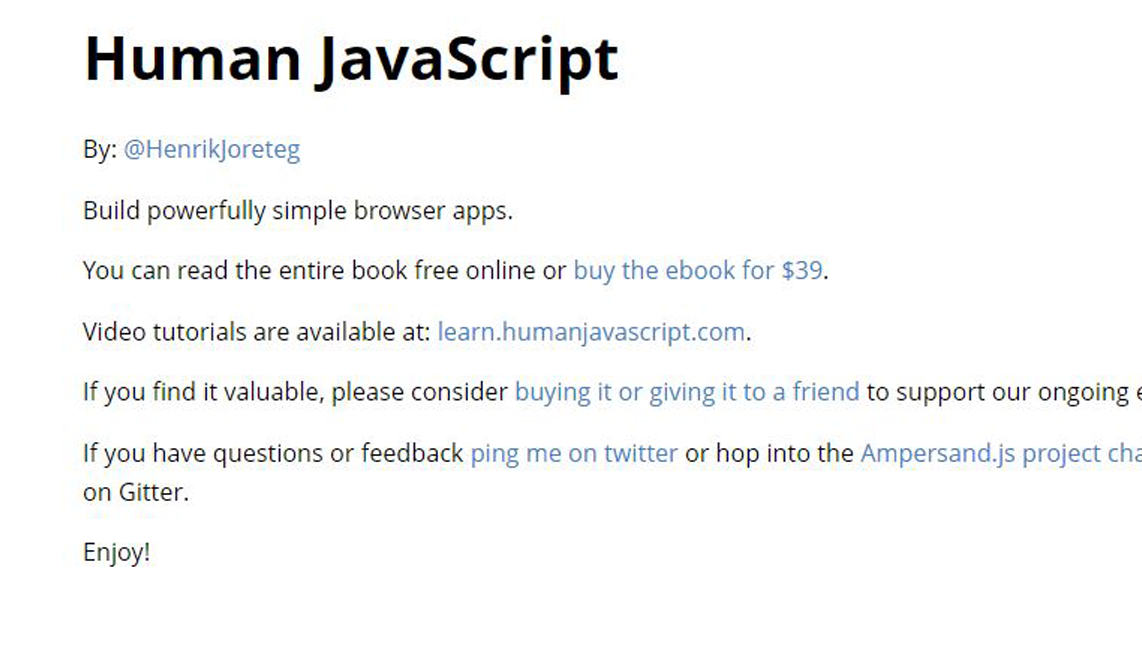 Human JavaScript
By: @HenrikJoreteg
Build powerfully simple browser apps.
You can read the entire book free online or buy the ebook for $39.
Video tutorials are available at: learn.humanjavascript.com.
If you find it valuable, please consider buying it or giving it to a friend to support our ongoing
If you have questions or feedback ping me on twitter or hop into the Ampersand.js project
on Gitter.
Enjoy!